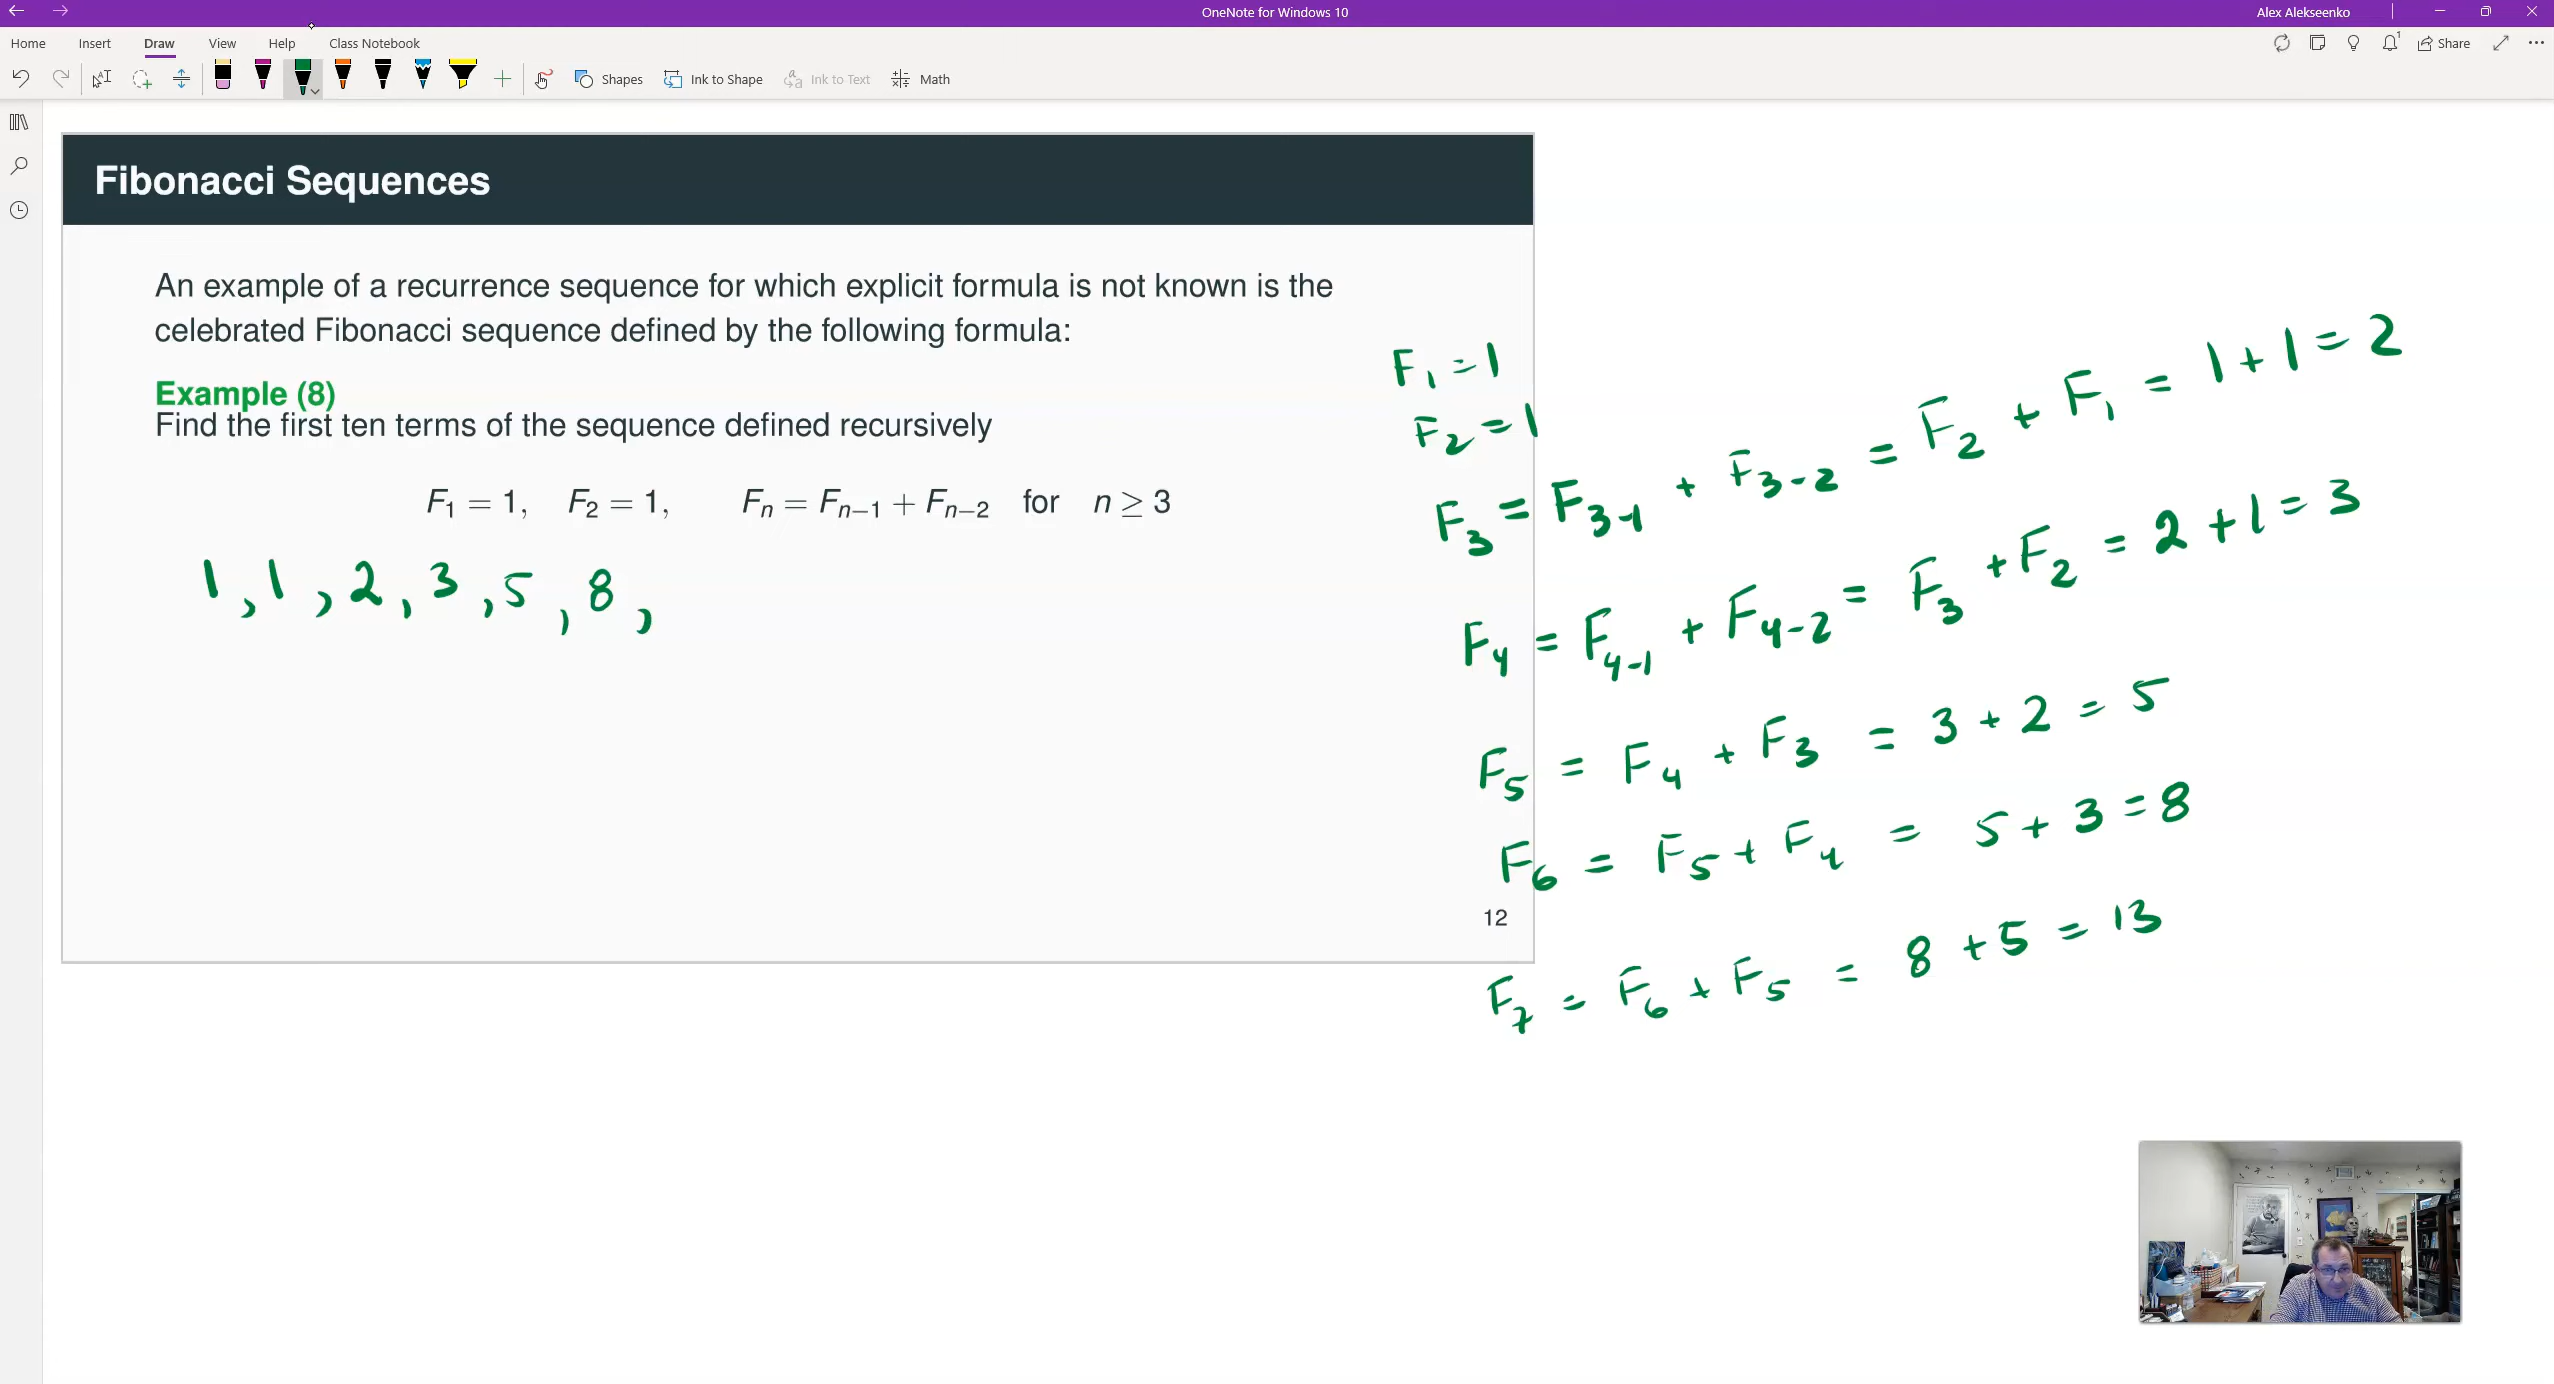 OneNote for Windows 10
Alex Alekseenko
Home Insert Draw View Help Class Notebook
Share
Shapes Ink to Shape Ink to Text Math
Fibonacci Sequences
An example of a recurrence sequence for which explicit formula is not known is the
celebrated Fibonacci sequence defined by the following formula:
Example (8)
Find the first ten terms of the sequence defined recursively
F₁ = 1, F₂ = 1, Fₙ = Fₙ₋₁ + Fₙ₋₂ for n ≥ 3
1, 1, 2, 3, 5, 8,
12
F₁ = 1
F₂ = 1
F₃ = F₃₋₁ + F₃₋₂ = F₂ + F₁ = 1 + 1 = 2
F₄ = F₄₋₁ + F₄₋₂ = F₃ + F₂ = 2 + 1 = 3
F₅ = F₄ + F₃ = 3 + 2 = 5
F₆ = F₅ + F₄ = 5 + 3 = 8
F₇ = F₆ + F₅ = 8 + 5 = 13